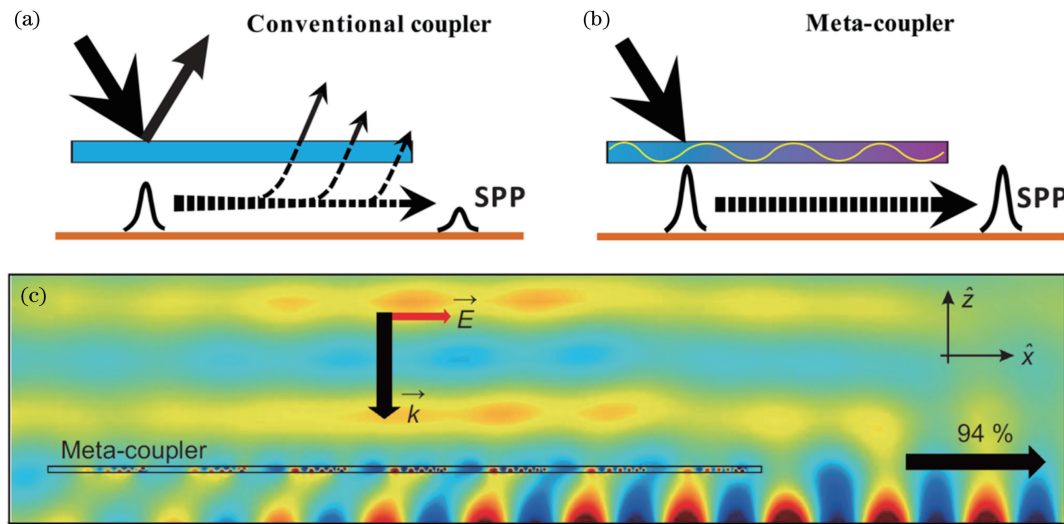 (a)
Conventional coupler
SPP
(b)
Meta-coupler
SPP
(c)
E
k
ẑ
x̂
Meta-coupler
94 %